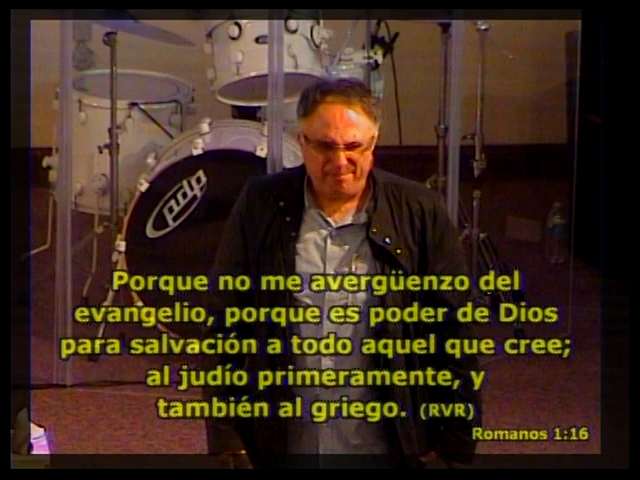 pdp
Porque no me avergüenzo del
evangelio, porque es poder de Dios
para salvación a todo aquel que cree;
al judío primeramente, y
también al griego. (RVR)
Romanos 1:16